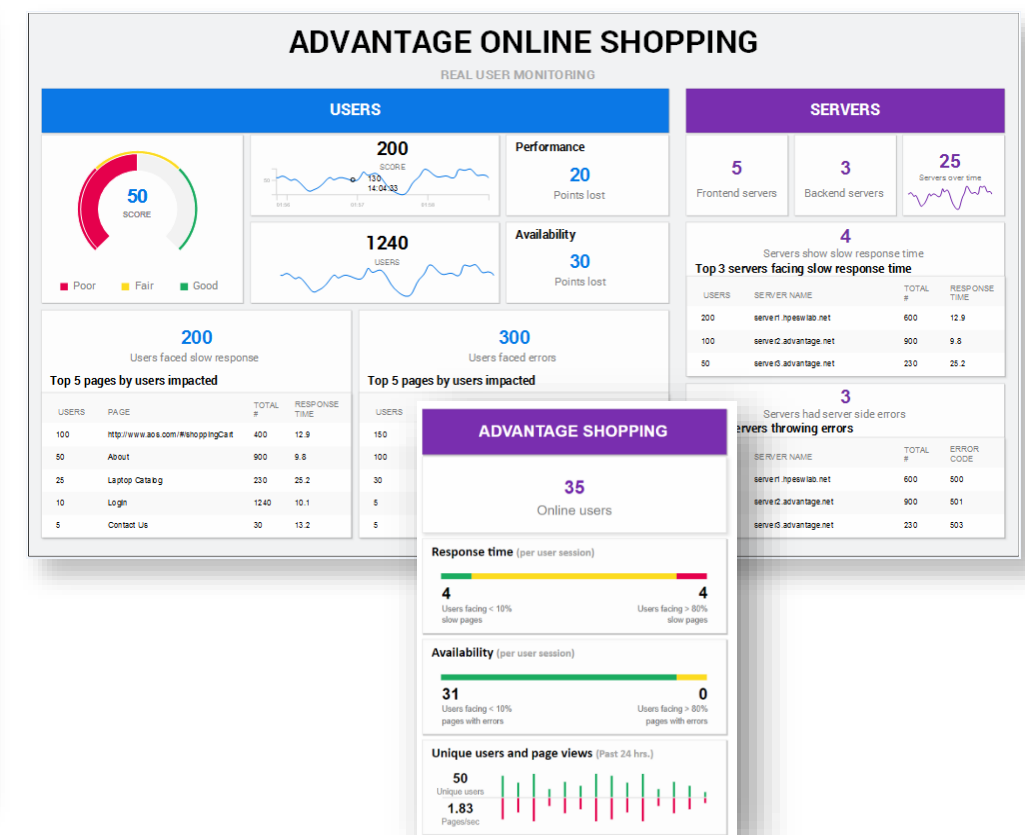 ADVANTAGE ONLINE SHOPPING
REAL USER MONITORING
USERS
50
SCORE
Poor Fair Good
200
SCORE
50
130
14:04:33
01:57
1240
USERS
Performance
20
Points lost
Availability
30
Points lost
200
Users faced slow response
Top 5 pages by users impacted
USERS PAGE TOTAL # RESPONSE TIME
100 http://www.aos.com/#/shoppingCart 400 12.9
50 About 900 9.8
25 Laptop Catalog 230 25.2
10 Login 1240 10.1
5 Contact Us 30 13.2
300
Users faced errors
Top 5 pages by users impacted
USERS
150
100
30
5
5
SERVERS
5
Frontend servers
3
Backend servers
25
Servers over time
4
Servers show slow response time
Top 3 servers facing slow response time
USERS SERVER NAME TOTAL # RESPONSE TIME
200 server1.hpeswlab.net 600 12.9
100 server2.advantage.net 900 9.8
50 server3.advantage.net 230 25.2
3
Servers had server side errors
ervers throwing errors
SERVER NAME TOTAL # ERROR CODE
server1.hpeswlab.net 600 500
server2.advantage.net 900 501
server3.advantage.net 230 503
ADVANTAGE SHOPPING
35
Online users
Response time (per user session)
4 4
Users facing < 10% Users facing > 80%
slow pages slow pages
Availability (per user session)
31 0
Users facing < 10% Users facing > 80%
pages with errors pages with errors
Unique users and page views (Past 24 hrs.)
50
Unique users
1.83
Pages/sec